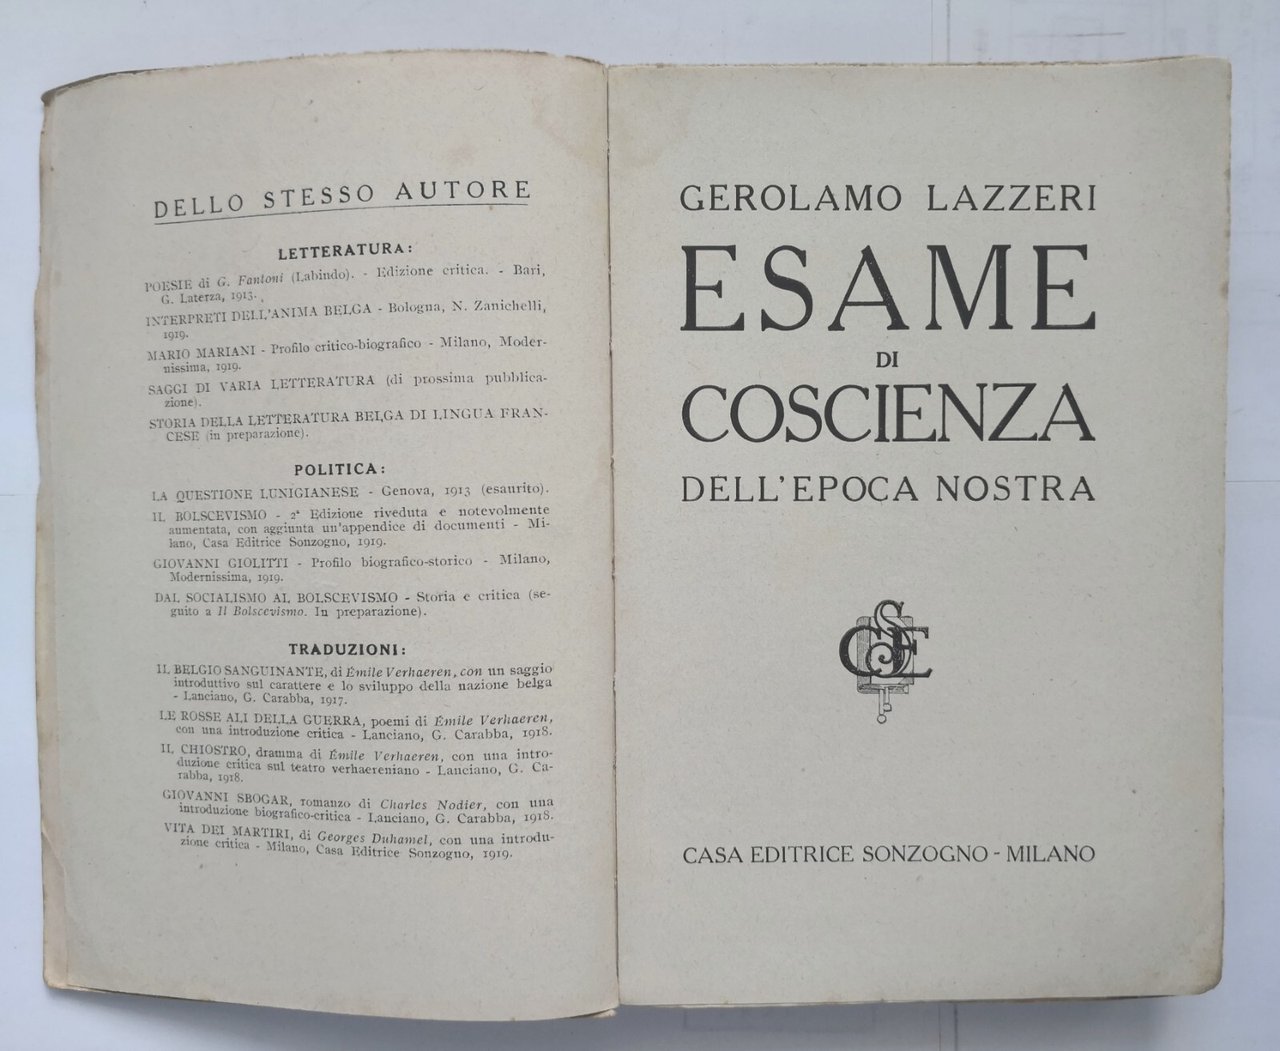 DELLO STESSO AUTORE
LETTERATURA:
POESIE di G. Fantoni (Labindo). - Edizione critica. - Bari,
G. Laterza, 1913.
INTERPRETI DELL'ANIMA BELGA - Bologna, N. Zanichelli,
1919.
MARIO MARIANI - Profilo critico-biografico - Milano, Moder-
nissima, 1919.
SAGGI DI VARIA LETTERATURA (di prossima pubblica-
zione).
STORIA DELLA LETTERATURA BELGA DI LINGUA FRAN-
CESE (in preparazione).
POLITICA:
LA QUESTIONE LUNIGIANESE - Genova, 1913 (esaurito).
IL BOLSCEVISMO - 2ª Edizione riveduta e notevolmente
aumentata, con aggiunta un'appendice di documenti - Mi-
lano, Casa Editrice Sonzogno, 1919.
GIOVANNI GIOLITTI - Profilo biografico-storico - Milano,
Modernissima, 1919.
DAL SOCIALISMO AL BOLSCEVISMO - Storia e critica (se-
guito a Il Bolscevismo. In preparazione).
TRADUZIONI:
IL BELGIO SANGUINANTE, di Émile Verhaeren, con un saggio
introduttivo sul carattere e lo sviluppo della nazione belga
- Lanciano, G. Carabba, 1917.
LE ROSSE ALI DELLA GUERRA, poemi di Émile Verhaeren,
con una introduzione critica - Lanciano, G. Carabba, 1918.
IL CHIOSTRO, dramma di Émile Verhaeren, con una intro-
duzione critica sul teatro verhaereniano - Lanciano, G. Ca-
rabba, 1918.
GIOVANNI SBOGAR, romanzo di Charles Nodier, con una
introduzione biografico-critica - Lanciano, G. Carabba, 1918.
VITA DEI MARTIRI, di Georges Duhamel, con una introdu-
zione critica - Milano, Casa Editrice Sonzogno, 1919.
GEROLAMO LAZZERI
ESAME
DI
COSCIENZA
DELL'EPOCA NOSTRA
CSE
CASA EDITRICE SONZOGNO - MILANO